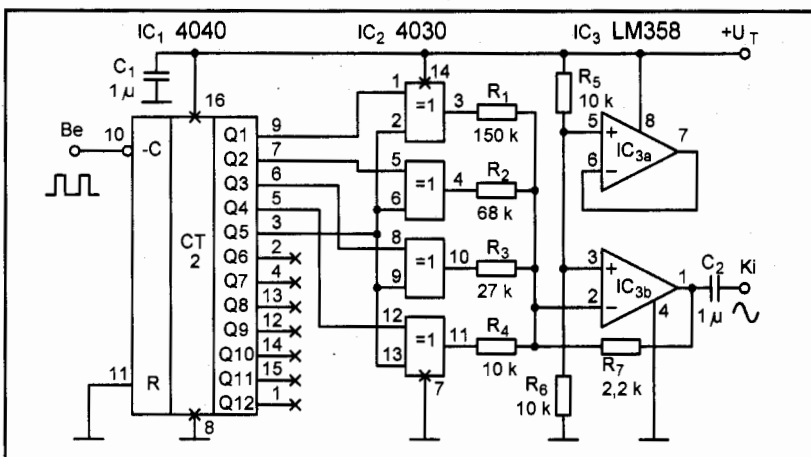 IC1 4040
IC2 4030
IC3 LM358
+UT
C1
1 µ
16
Be
10
-C
CT
2
11
R
8
Q1
9
Q2
7
Q3
6
Q4
5
Q5
3
Q6
2
Q7
4
Q8
13
Q9
12
Q10
14
Q11
15
Q12
1
14
1
2
=1
3
R1
150 k
5
6
=1
4
R2
68 k
8
9
=1
10
R3
27 k
12
13
=1
11
R4
10 k
7
R5
10 k
5
+
6
−
IC3a
8
7
3
+
2
−
IC3b
1
4
C2
1 µ
Ki
R7
2,2 k
R6
10 k